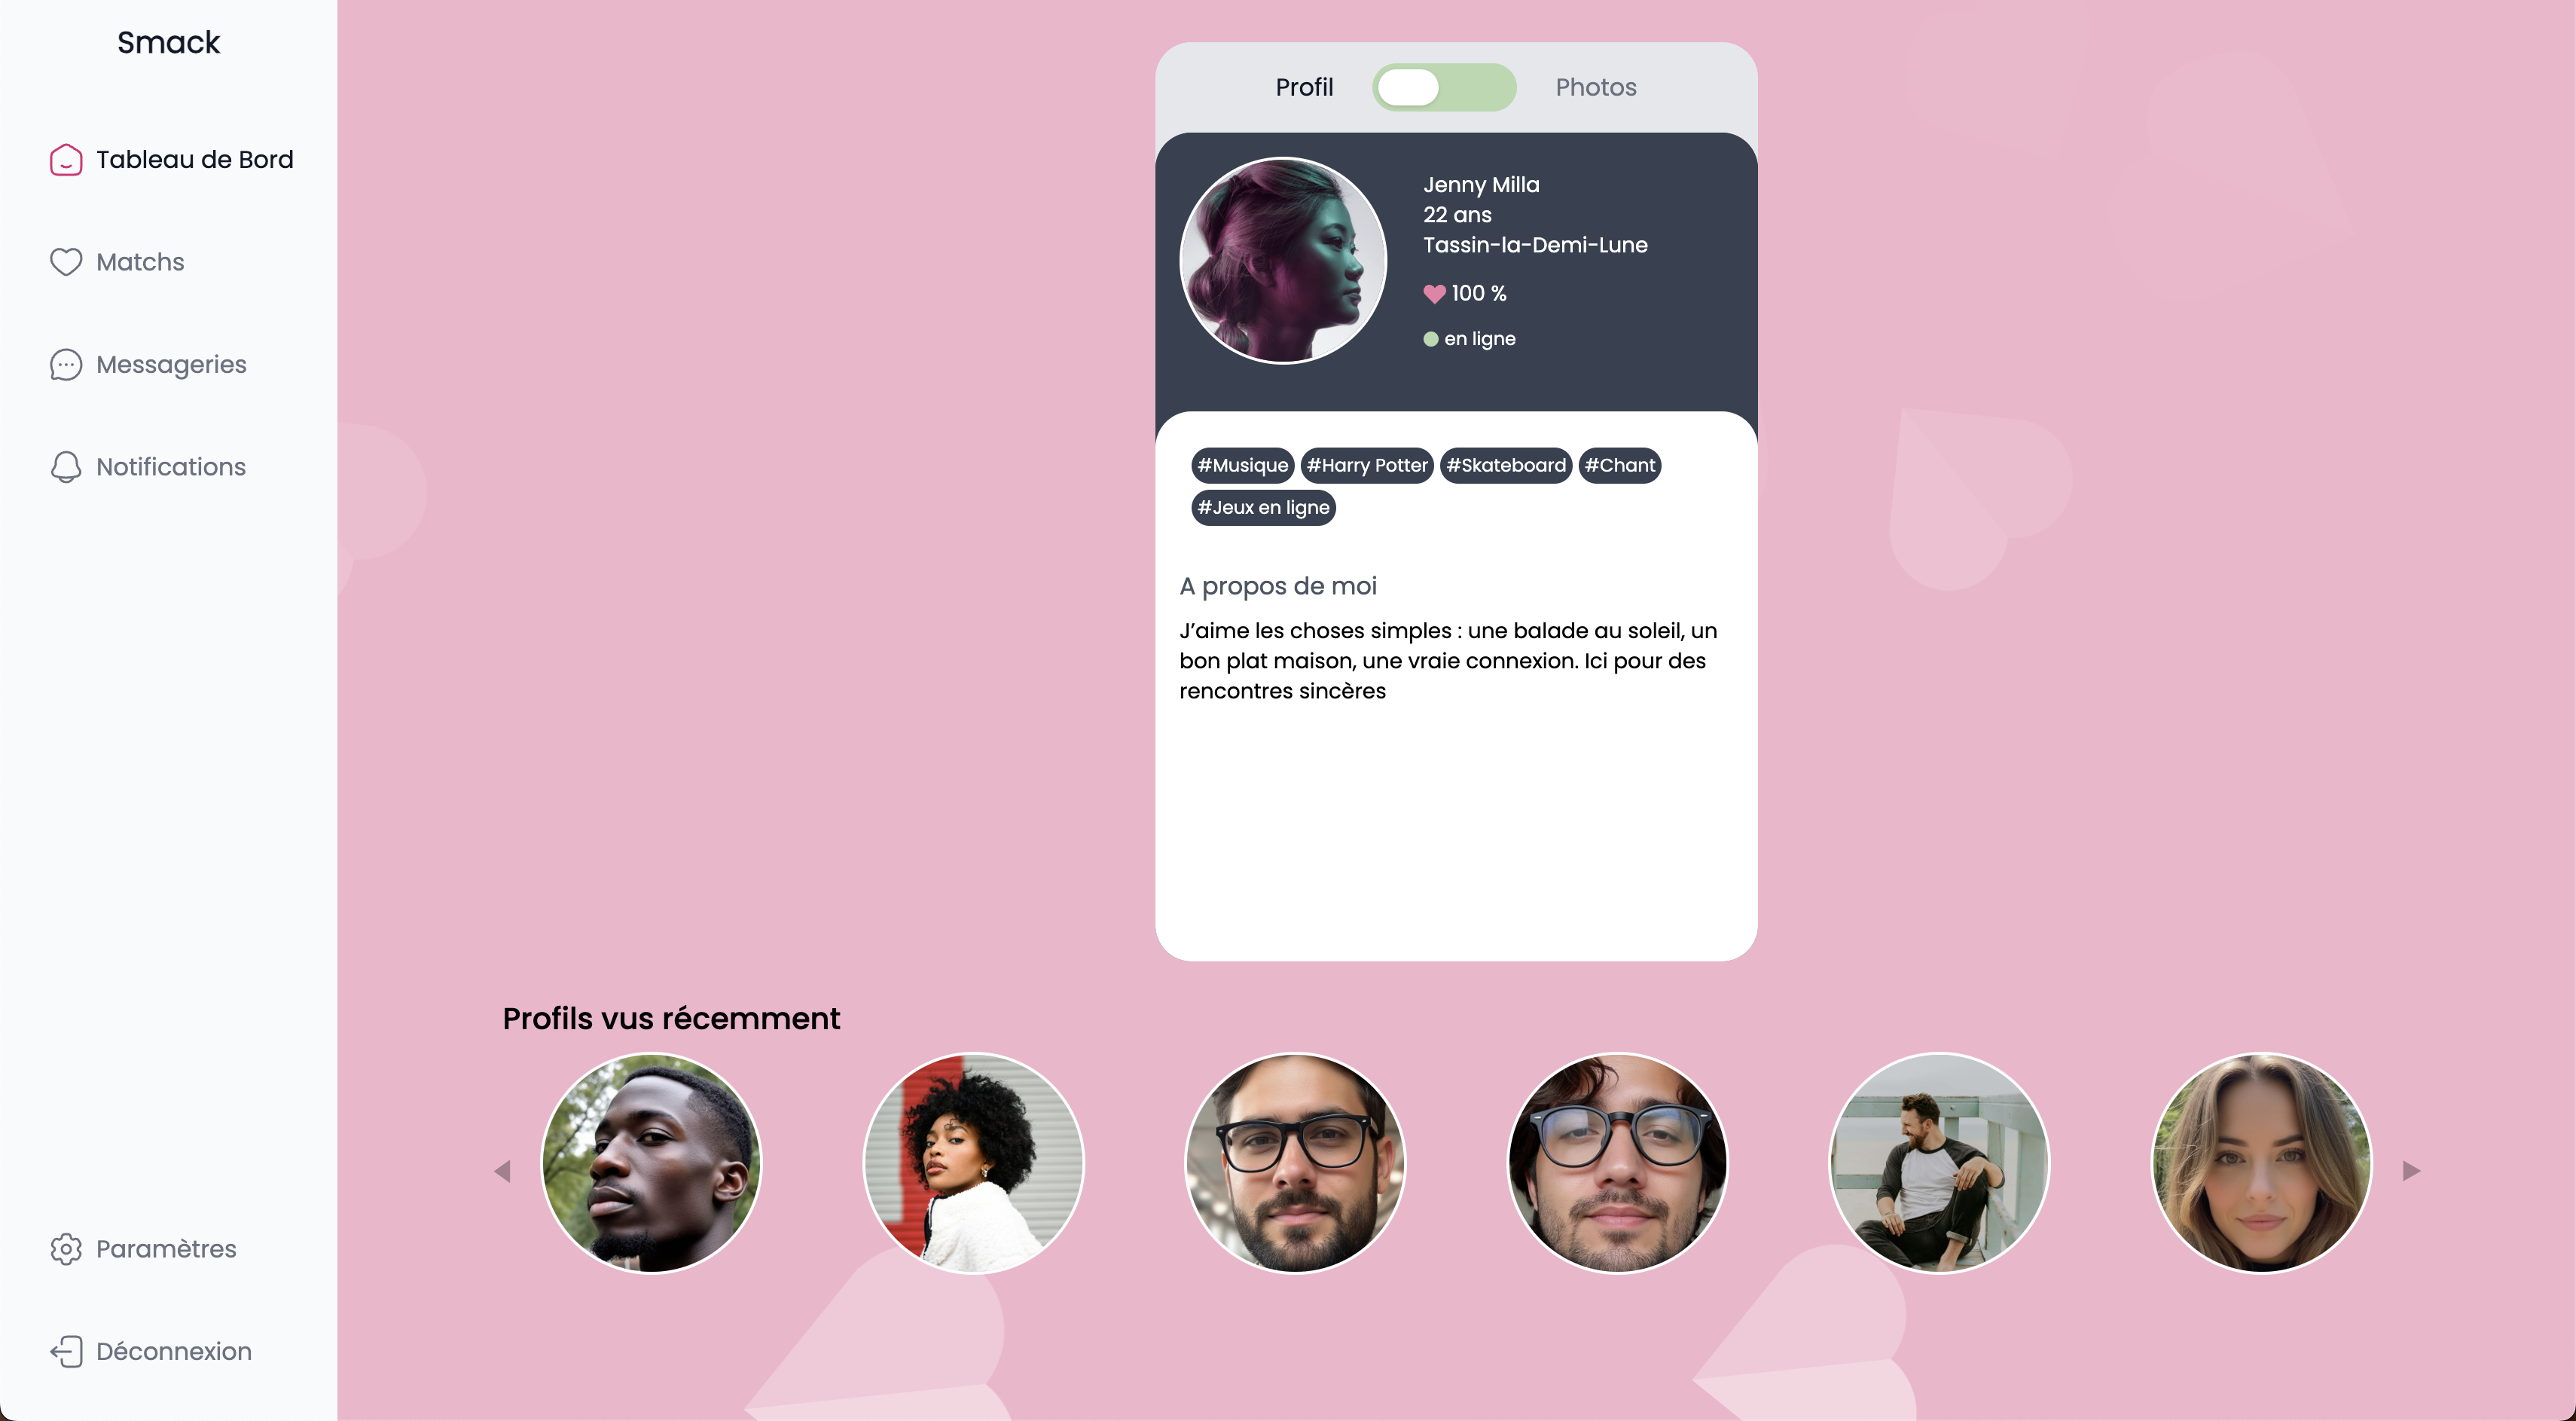 Smack
Tableau de Bord
Matchs
Messageries
Notifications
Paramètres
Déconnexion
Profil
Photos
Jenny Milla
22 ans
Tassin-la-Demi-Lune
100 %
en ligne
#Musique #Harry Potter #Skateboard #Chant
#Jeux en ligne
A propos de moi
J’aime les choses simples : une balade au soleil, un
bon plat maison, une vraie connexion. Ici pour des
rencontres sincères
Profils vus récemment